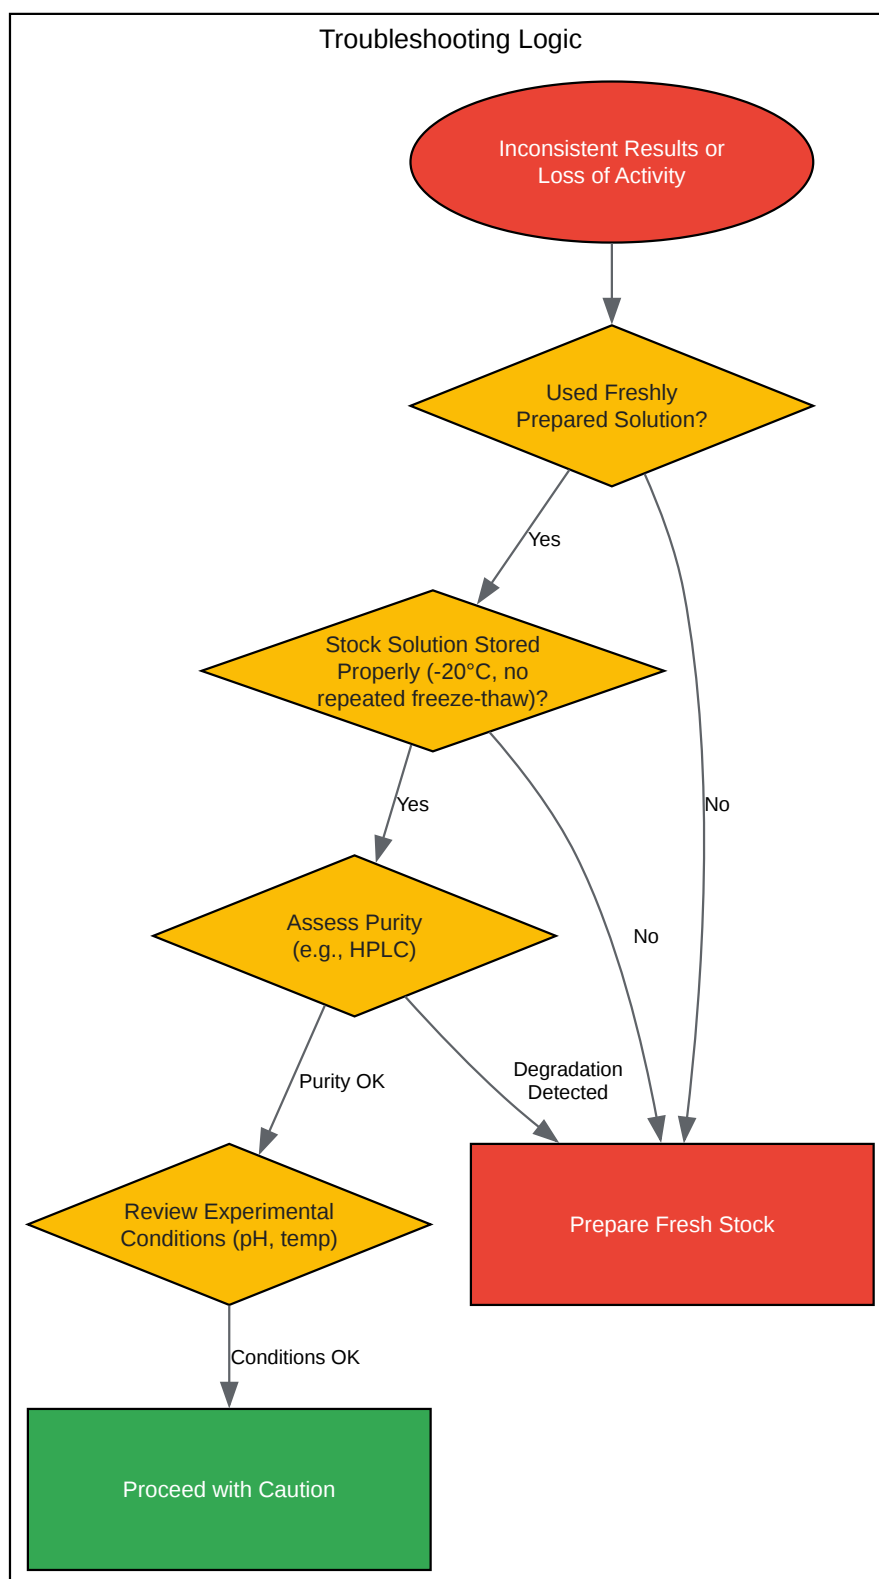 Troubleshooting Logic
Inconsistent Results or
Loss of Activity
Used Freshly
Prepared Solution?
Yes
Stock Solution Stored
Properly (-20°C, no
repeated freeze-thaw)?
Yes
No
Assess Purity
(e.g., HPLC)
No
Degradation
Detected
Purity OK
Review Experimental
Conditions (pH, temp)
Prepare Fresh Stock
Conditions OK
Proceed with Caution